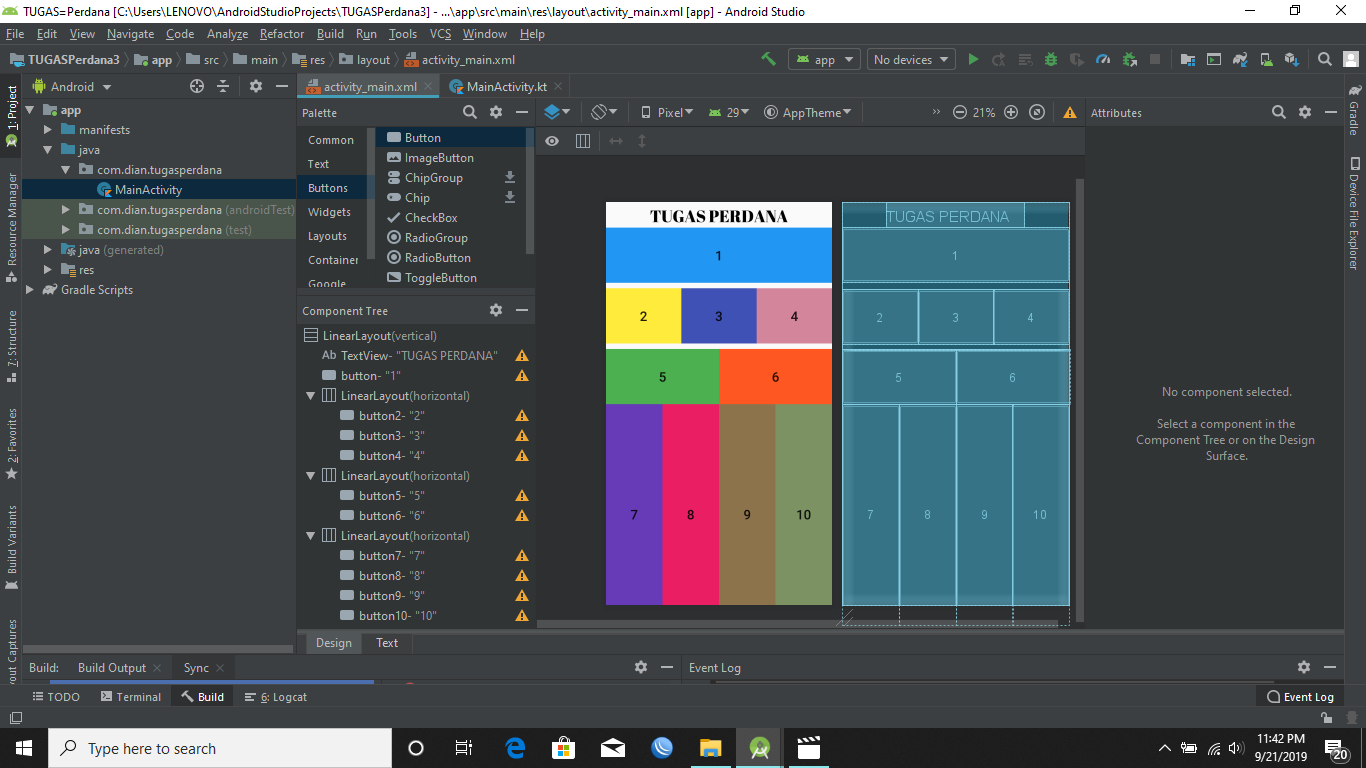 TUGAS=Perdana [C:\Users\LENOVO\AndroidStudioProjects\TUGASPerdana3] - ...\app\src\main\res\layout\activity_main.xml [app] - Android Studio
File Edit View Navigate Code Analyze Refactor Build Run Tools VCS Window Help
TUGASPerdana3 app src main res layout activity_main.xml
app No devices
1: Project
Resource Manager
7: Structure
2: Favorites
Build Variants
Android
app
manifests
java
com.dian.tugasperdana
MainActivity
com.dian.tugasperdana (androidTest)
com.dian.tugasperdana (test)
java (generated)
res
Gradle Scripts
activity_main.xml MainActivity.kt
Palette
Common
Text
Buttons
Widgets
Layouts
Container
Google
Button
ImageButton
ChipGroup
Chip
CheckBox
RadioGroup
RadioButton
ToggleButton
Component Tree
LinearLayout(vertical)
Ab TextView- "TUGAS PERDANA"
button- "1"
LinearLayout(horizontal)
button2- "2"
button3- "3"
button4- "4"
LinearLayout(horizontal)
button5- "5"
button6- "6"
LinearLayout(horizontal)
button7- "7"
button8- "8"
button9- "9"
button10- "10"
Design Text
Pixel 29 AppTheme 21%
TUGAS PERDANA
1
2 3 4
5 6
7 8 9 10
TUGAS PERDANA
1
2 3 4
5 6
7 8 9 10
Attributes
No component selected.
Select a component in the
Component Tree or on the Design
Surface.
Gradle
Device File Explorer
Build: Build Output Sync
Event Log
TODO Terminal Build 6: Logcat
Event Log
Type here to search
11:42 PM
9/21/2019
20